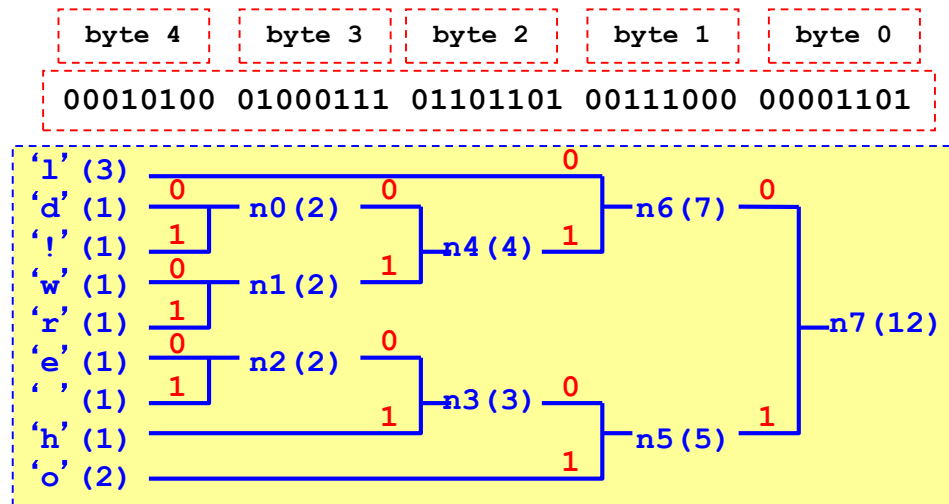 byte 4 byte 3 byte 2 byte 1 byte 0
00010100 01000111 01101101 00111000 00001101
‘l’(3) 0
‘d’(1) 0 n0(2) 0 n6(7) 0
‘!’(1) 1 n4(4) 1
‘w’(1) 0 n1(2) 1
‘r’(1) 1 n7(12)
‘e’(1) 0 n2(2) 0
‘ ’(1) 1 n3(3) 0
‘h’(1) 1 n5(5) 1
‘o’(2) 1